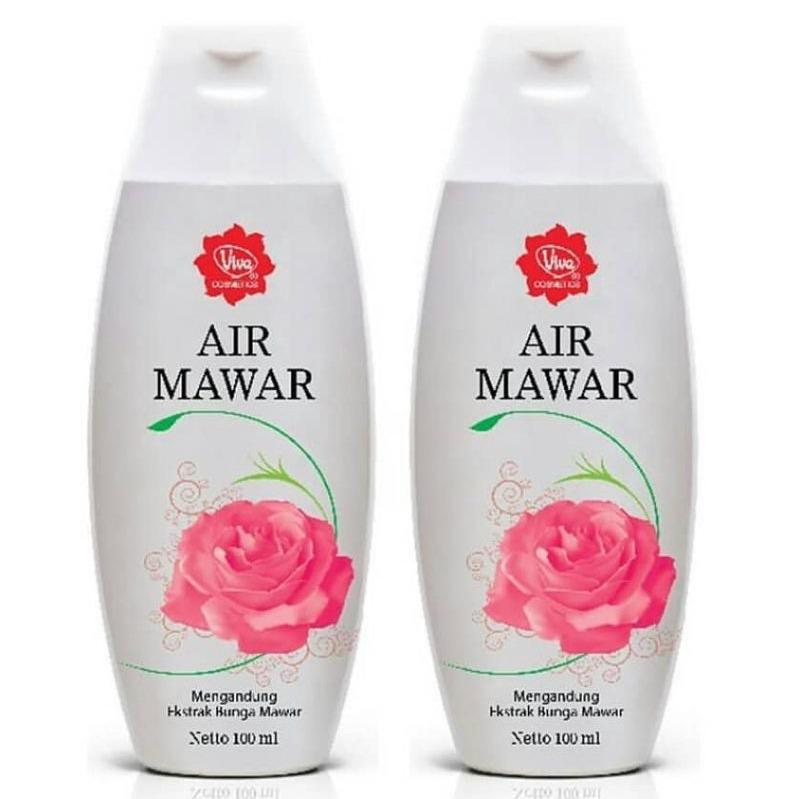 Viva®
COSMETICS
AIR
MAWAR
Mengandung
Ekstrak Bunga Mawar
Netto 100 ml
Viva®
COSMETICS
AIR
MAWAR
Mengandung
Ekstrak Bunga Mawar
Netto 100 ml